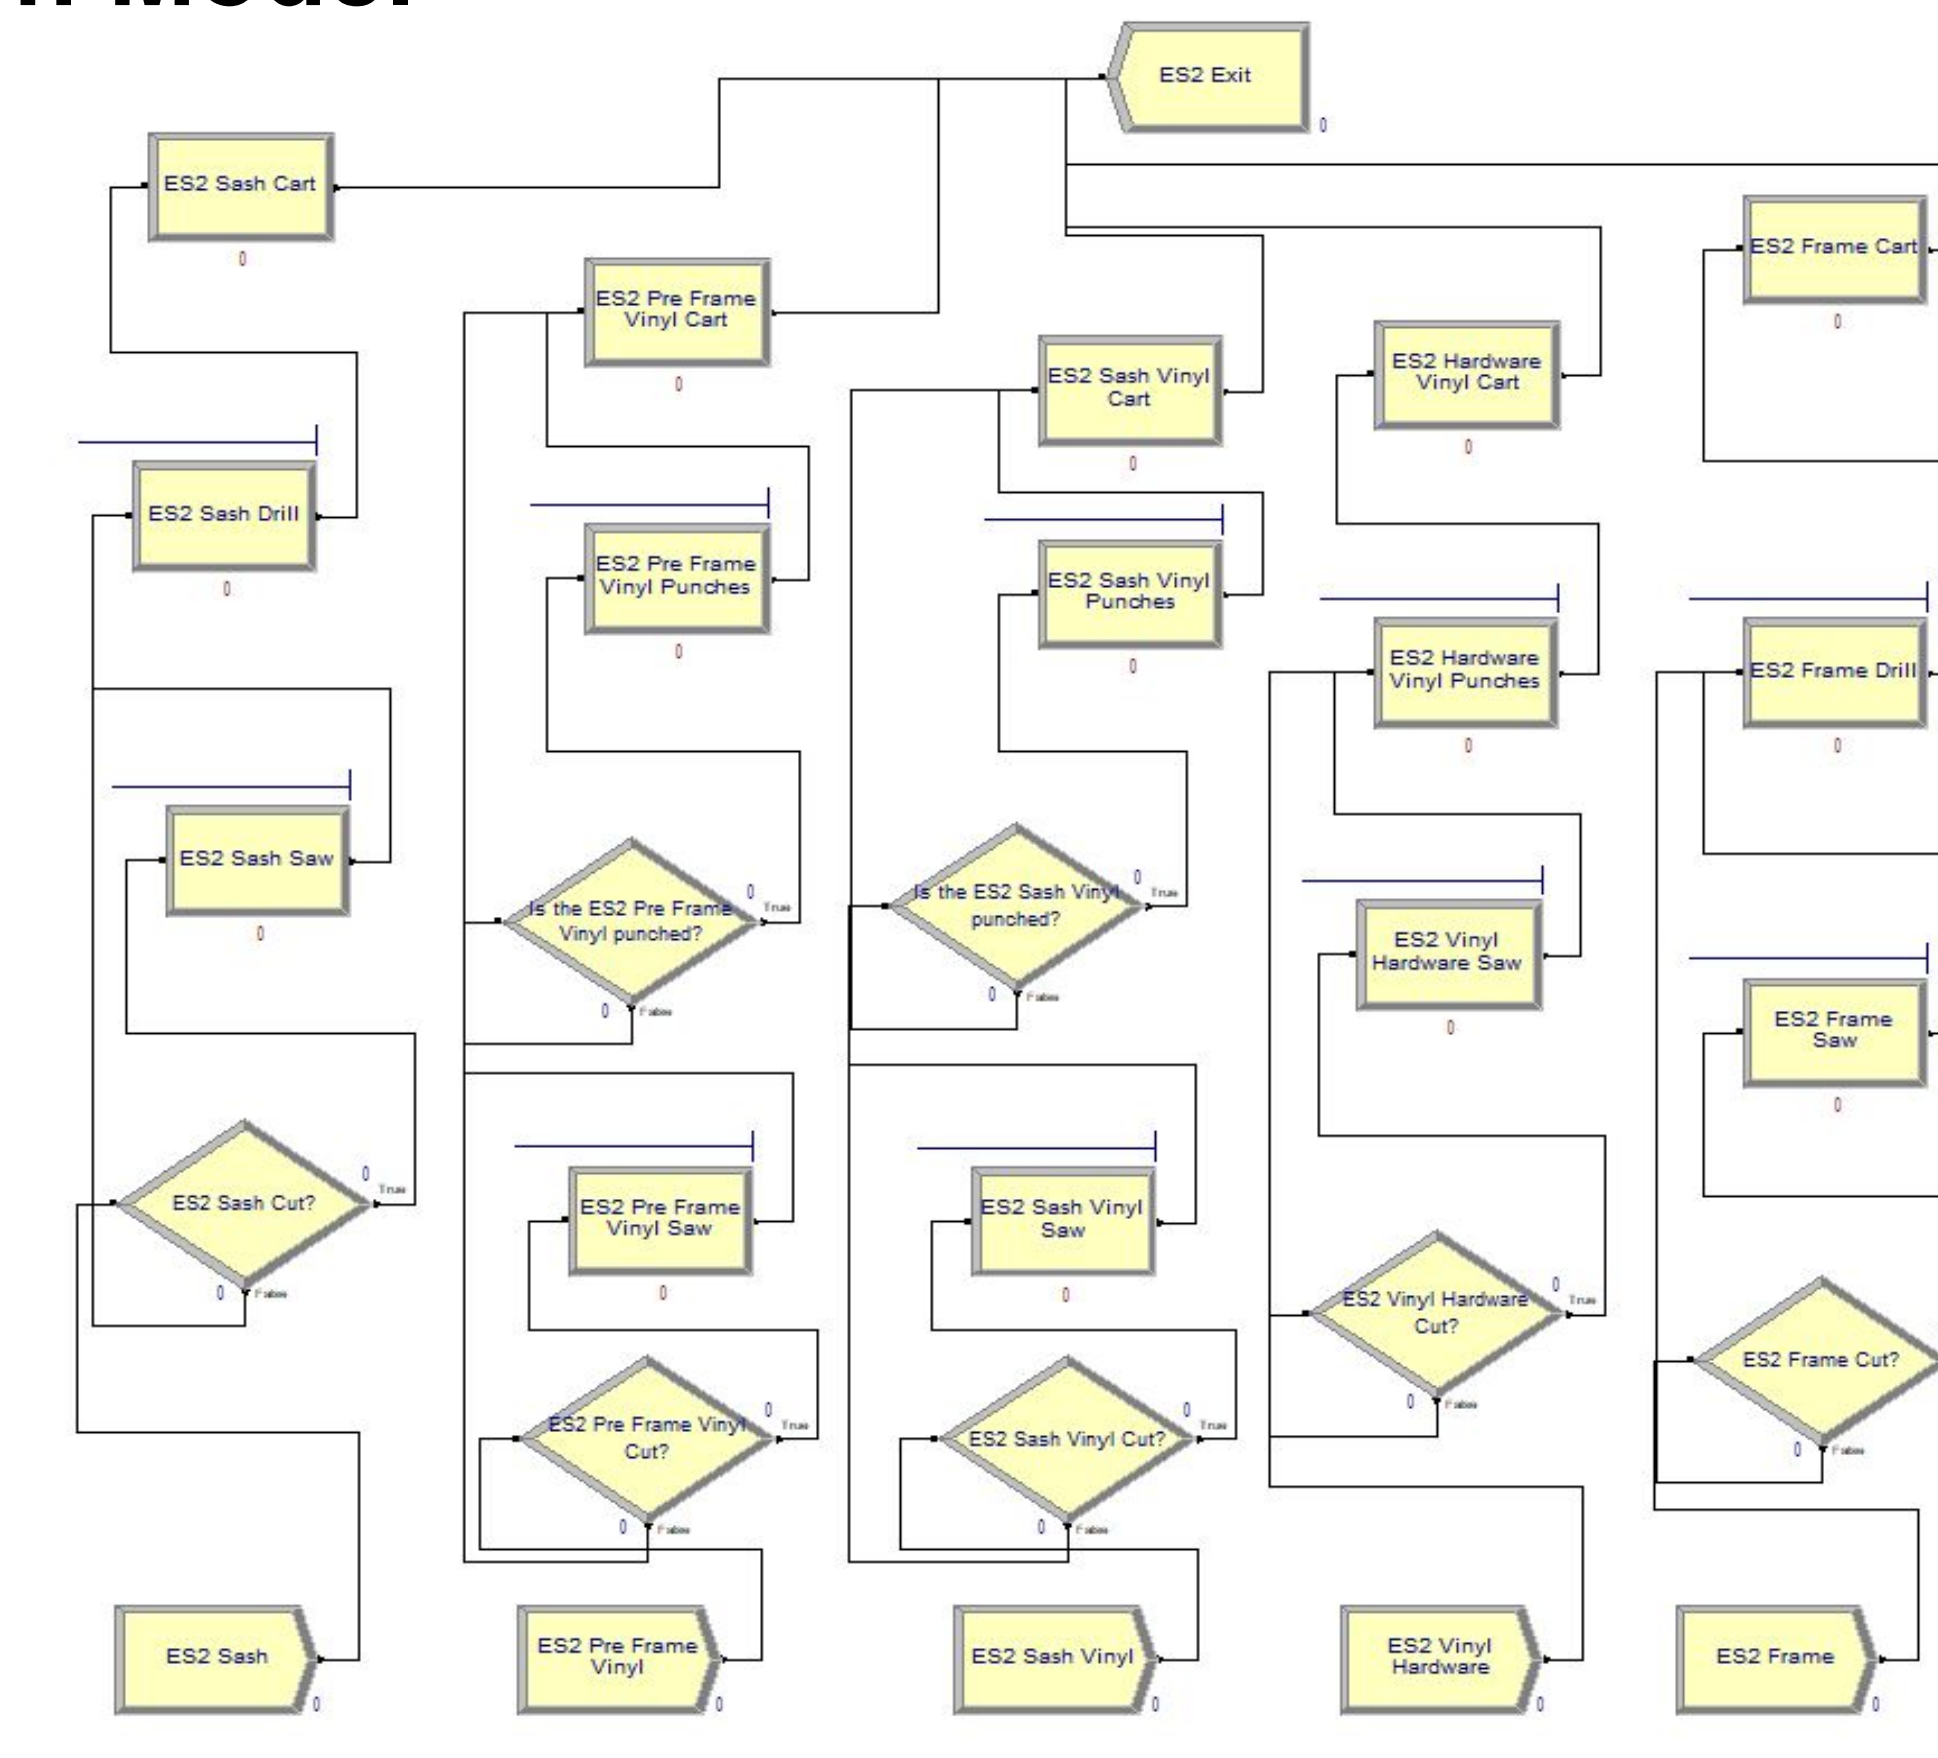 ES2 Exit
0
ES2 Sash Cart
0
ES2 Frame Cart
0
ES2 Pre Frame
Vinyl Cart
0
ES2 Sash Vinyl
Cart
0
ES2 Hardware
Vinyl Cart
0
ES2 Sash Drill
0
ES2 Pre Frame
Vinyl Punches
0
ES2 Sash Vinyl
Punches
0
ES2 Hardware
Vinyl Punches
0
ES2 Frame Drill
0
ES2 Sash Saw
0
Is the ES2 Pre Frame
Vinyl punched?
0
True
0
False
Is the ES2 Sash Vinyl
punched?
0
True
0
False
ES2 Vinyl
Hardware Saw
0
ES2 Frame
Saw
0
ES2 Sash Cut?
0
True
0
False
ES2 Pre Frame
Vinyl Saw
0
ES2 Sash Vinyl
Saw
0
ES2 Vinyl Hardware
Cut?
0
True
0
False
ES2 Frame Cut?
0
False
ES2 Pre Frame Vinyl
Cut?
0
True
0
False
ES2 Sash Vinyl Cut?
0
True
0
False
ES2 Sash
0
ES2 Pre Frame
Vinyl
0
ES2 Sash Vinyl
0
ES2 Vinyl
Hardware
0
ES2 Frame
0